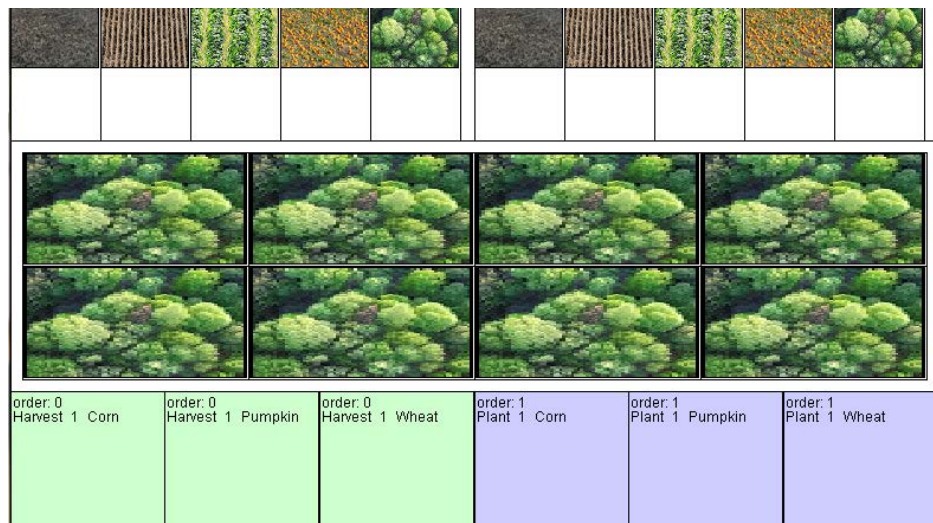 order: 0
Harvest 1 Corn
order: 0
Harvest 1 Pumpkin
order: 0
Harvest 1 Wheat
order: 1
Plant 1 Corn
order: 1
Plant 1 Pumpkin
order: 1
Plant 1 Wheat